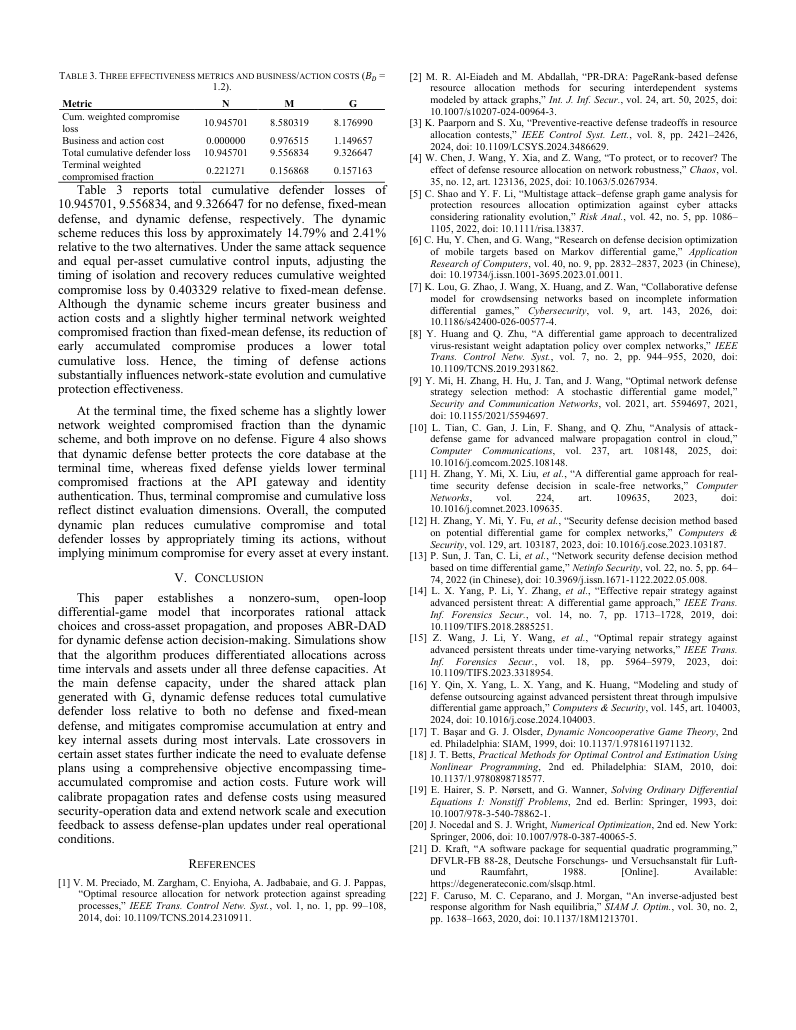 TABLE 3. THREE EFFECTIVENESS METRICS AND BUSINESS/ACTION COSTS (B_D =
1.2).
Metric N M G
Cum. weighted compromise
loss 10.945701 8.580319 8.176990
Business and action cost 0.000000 0.976515 1.149657
Total cumulative defender loss 10.945701 9.556834 9.326647
Terminal weighted
compromised fraction 0.221271 0.156868 0.157163
Table 3 reports total cumulative defender losses of
10.945701, 9.556834, and 9.326647 for no defense, fixed-mean
defense, and dynamic defense, respectively. The dynamic
scheme reduces this loss by approximately 14.79% and 2.41%
relative to the two alternatives. Under the same attack sequence
and equal per-asset cumulative control inputs, adjusting the
timing of isolation and recovery reduces cumulative weighted
compromise loss by 0.403329 relative to fixed-mean defense.
Although the dynamic scheme incurs greater business and
action costs and a slightly higher terminal network weighted
compromised fraction than fixed-mean defense, its reduction of
early accumulated compromise produces a lower total
cumulative loss. Hence, the timing of defense actions
substantially influences network-state evolution and cumulative
protection effectiveness.
At the terminal time, the fixed scheme has a slightly lower
network weighted compromised fraction than the dynamic
scheme, and both improve on no defense. Figure 4 also shows
that dynamic defense better protects the core database at the
terminal time, whereas fixed defense yields lower terminal
compromised fractions at the API gateway and identity
authentication. Thus, terminal compromise and cumulative loss
reflect distinct evaluation dimensions. Overall, the computed
dynamic plan reduces cumulative compromise and total
defender losses by appropriately timing its actions, without
implying minimum compromise for every asset at every instant.
V. CONCLUSION
This paper establishes a nonzero-sum, open-loop
differential-game model that incorporates rational attack
choices and cross-asset propagation, and proposes ABR-DAD
for dynamic defense action decision-making. Simulations show
that the algorithm produces differentiated allocations across
time intervals and assets under all three defense capacities. At
the main defense capacity, under the shared attack plan
generated with G, dynamic defense reduces total cumulative
defender loss relative to both no defense and fixed-mean
defense, and mitigates compromise accumulation at entry and
key internal assets during most intervals. Late crossovers in
certain asset states further indicate the need to evaluate defense
plans using a comprehensive objective encompassing time-
accumulated compromise and action costs. Future work will
calibrate propagation rates and defense costs using measured
security-operation data and extend network scale and execution
feedback to assess defense-plan updates under real operational
conditions.
REFERENCES
[1] V. M. Preciado, M. Zargham, C. Enyioha, A. Jadbabaie, and G. J. Pappas,
“Optimal resource allocation for network protection against spreading
processes,” IEEE Trans. Control Netw. Syst., vol. 1, no. 1, pp. 99–108,
2014, doi: 10.1109/TCNS.2014.2310911.
[2] M. R. Al-Eiadeh and M. Abdallah, “PR-DRA: PageRank-based defense
resource allocation methods for securing interdependent systems
modeled by attack graphs,” Int. J. Inf. Secur., vol. 24, art. 50, 2025, doi:
10.1007/s10207-024-00964-3.
[3] K. Paarporn and S. Xu, “Preventive-reactive defense tradeoffs in resource
allocation contests,” IEEE Control Syst. Lett., vol. 8, pp. 2421–2426,
2024, doi: 10.1109/LCSYS.2024.3486629.
[4] W. Chen, J. Wang, Y. Xia, and Z. Wang, “To protect, or to recover? The
effect of defense resource allocation on network robustness,” Chaos, vol.
35, no. 12, art. 123136, 2025, doi: 10.1063/5.0267934.
[5] C. Shao and Y. F. Li, “Multistage attack–defense graph game analysis for
protection resources allocation optimization against cyber attacks
considering rationality evolution,” Risk Anal., vol. 42, no. 5, pp. 1086–
1105, 2022, doi: 10.1111/risa.13837.
[6] C. Hu, Y. Chen, and G. Wang, “Research on defense decision optimization
of mobile targets based on Markov differential game,” Application
Research of Computers, vol. 40, no. 9, pp. 2832–2837, 2023 (in Chinese),
doi: 10.19734/j.issn.1001-3695.2023.01.0011.
[7] K. Lou, G. Zhao, J. Wang, X. Huang, and Z. Wan, “Collaborative defense
model for crowdsensing networks based on incomplete information
differential games,” Cybersecurity, vol. 9, art. 143, 2026, doi:
10.1186/s42400-026-00577-4.
[8] Y. Huang and Q. Zhu, “A differential game approach to decentralized
virus-resistant weight adaptation policy over complex networks,” IEEE
Trans. Control Netw. Syst., vol. 7, no. 2, pp. 944–955, 2020, doi:
10.1109/TCNS.2019.2931862.
[9] Y. Mi, H. Zhang, H. Hu, J. Tan, and J. Wang, “Optimal network defense
strategy selection method: A stochastic differential game model,”
Security and Communication Networks, vol. 2021, art. 5594697, 2021,
doi: 10.1155/2021/5594697.
[10] L. Tian, C. Gan, J. Lin, F. Shang, and Q. Zhu, “Analysis of attack-
defense game for advanced malware propagation control in cloud,”
Computer Communications, vol. 237, art. 108148, 2025, doi:
10.1016/j.comcom.2025.108148.
[11] H. Zhang, Y. Mi, X. Liu, et al., “A differential game approach for real-
time security defense decision in scale-free networks,” Computer
Networks, vol. 224, art. 109635, 2023, doi:
10.1016/j.comnet.2023.109635.
[12] H. Zhang, Y. Mi, Y. Fu, et al., “Security defense decision method based
on potential differential game for complex networks,” Computers &
Security, vol. 129, art. 103187, 2023, doi: 10.1016/j.cose.2023.103187.
[13] P. Sun, J. Tan, C. Li, et al., “Network security defense decision method
based on time differential game,” Netinfo Security, vol. 22, no. 5, pp. 64–
74, 2022 (in Chinese), doi: 10.3969/j.issn.1671-1122.2022.05.008.
[14] L. X. Yang, P. Li, Y. Zhang, et al., “Effective repair strategy against
advanced persistent threat: A differential game approach,” IEEE Trans.
Inf. Forensics Secur., vol. 14, no. 7, pp. 1713–1728, 2019, doi:
10.1109/TIFS.2018.2885251.
[15] Z. Wang, J. Li, Y. Wang, et al., “Optimal repair strategy against
advanced persistent threats under time-varying networks,” IEEE Trans.
Inf. Forensics Secur., vol. 18, pp. 5964–5979, 2023, doi:
10.1109/TIFS.2023.3318954.
[16] Y. Qin, X. Yang, L. X. Yang, and K. Huang, “Modeling and study of
defense outsourcing against advanced persistent threat through impulsive
differential game approach,” Computers & Security, vol. 145, art. 104003,
2024, doi: 10.1016/j.cose.2024.104003.
[17] T. Başar and G. J. Olsder, Dynamic Noncooperative Game Theory, 2nd
ed. Philadelphia: SIAM, 1999, doi: 10.1137/1.9781611971132.
[18] J. T. Betts, Practical Methods for Optimal Control and Estimation Using
Nonlinear Programming, 2nd ed. Philadelphia: SIAM, 2010, doi:
10.1137/1.9780898718577.
[19] E. Hairer, S. P. Nørsett, and G. Wanner, Solving Ordinary Differential
Equations I: Nonstiff Problems, 2nd ed. Berlin: Springer, 1993, doi:
10.1007/978-3-540-78862-1.
[20] J. Nocedal and S. J. Wright, Numerical Optimization, 2nd ed. New York:
Springer, 2006, doi: 10.1007/978-0-387-40065-5.
[21] D. Kraft, “A software package for sequential quadratic programming,”
DFVLR-FB 88-28, Deutsche Forschungs- und Versuchsanstalt für Luft-
und Raumfahrt, 1988. [Online]. Available:
https://degenerateconic.com/slsqp.html.
[22] F. Caruso, M. C. Ceparano, and J. Morgan, “An inverse-adjusted best
response algorithm for Nash equilibria,” SIAM J. Optim., vol. 30, no. 2,
pp. 1638–1663, 2020, doi: 10.1137/18M1213701.